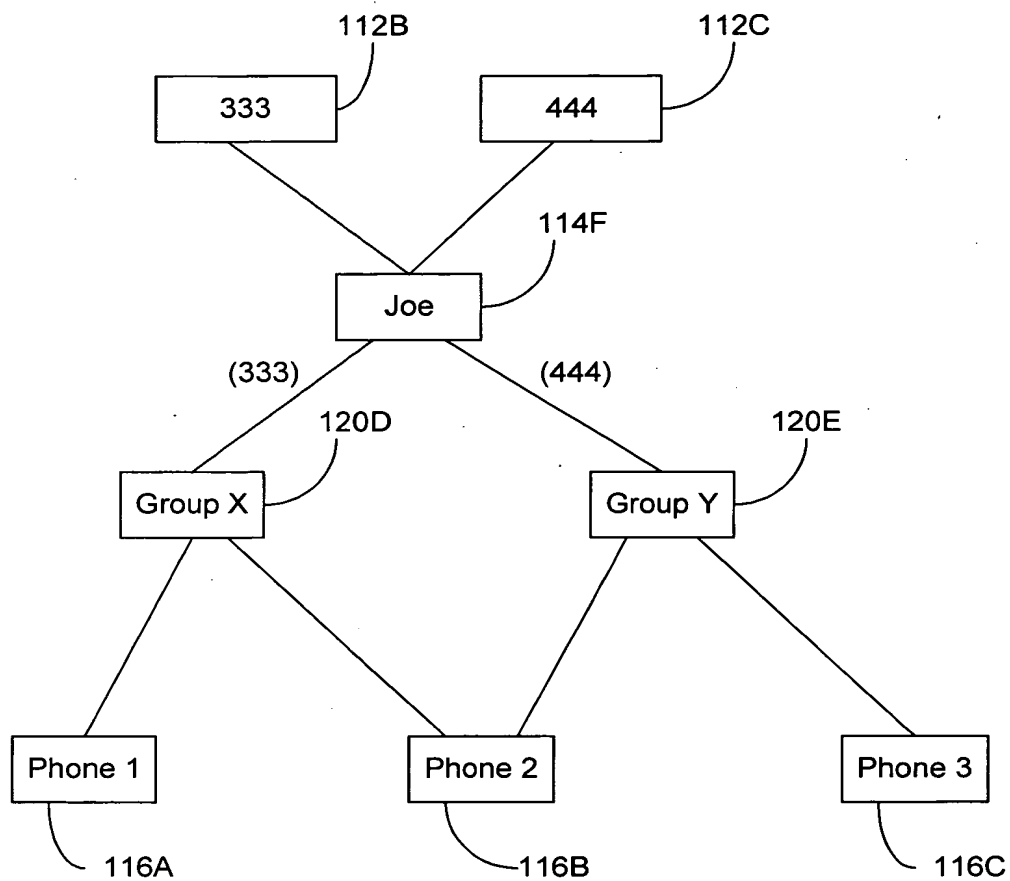 112B
112C
333
444
114F
Joe
(333)
(444)
120D
120E
Group X
Group Y
Phone 1
Phone 2
Phone 3
116A
116B
116C